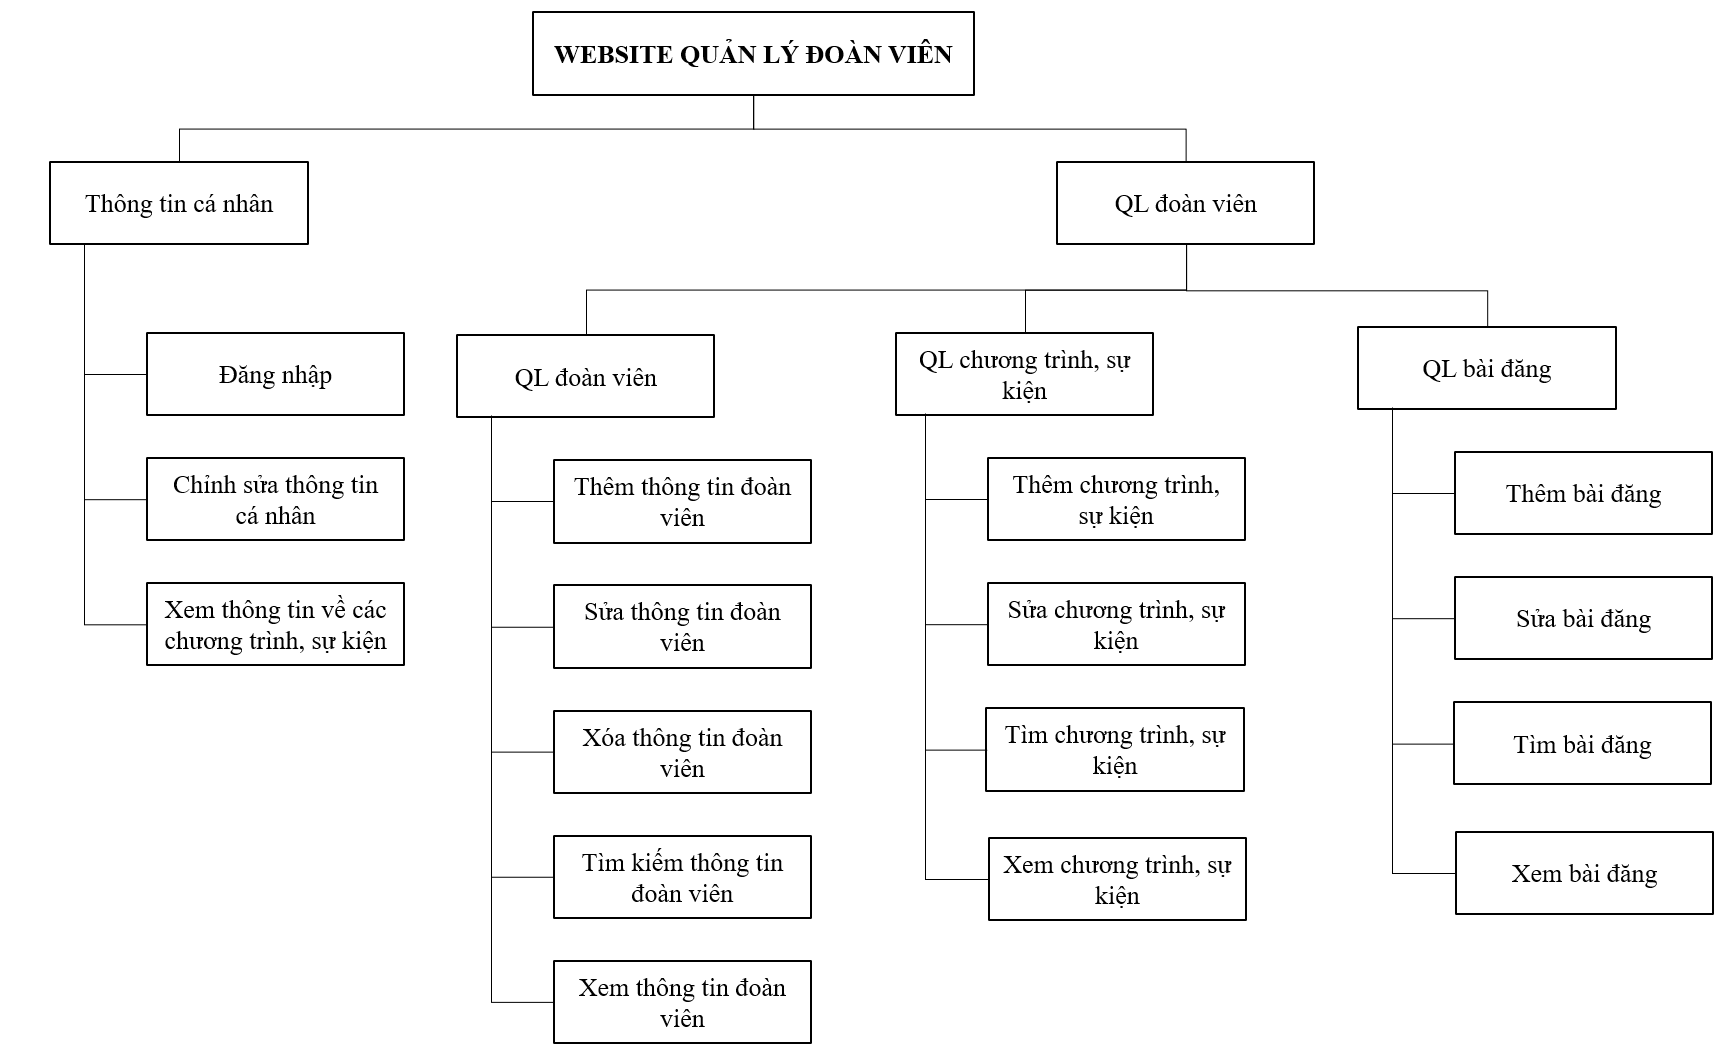 WEBSITE QUẢN LÝ ĐOÀN VIÊN
Thông tin cá nhân
QL đoàn viên
Đăng nhập
Chỉnh sửa thông tin
cá nhân
Xem thông tin về các
chương trình, sự kiện
QL đoàn viên
Thêm thông tin đoàn
viên
Sửa thông tin đoàn
viên
Xóa thông tin đoàn
viên
Tìm kiếm thông tin
đoàn viên
Xem thông tin đoàn
viên
QL chương trình, sự
kiện
Thêm chương trình,
sự kiện
Sửa chương trình, sự
kiện
Tìm chương trình, sự
kiện
Xem chương trình, sự
kiện
QL bài đăng
Thêm bài đăng
Sửa bài đăng
Tìm bài đăng
Xem bài đăng